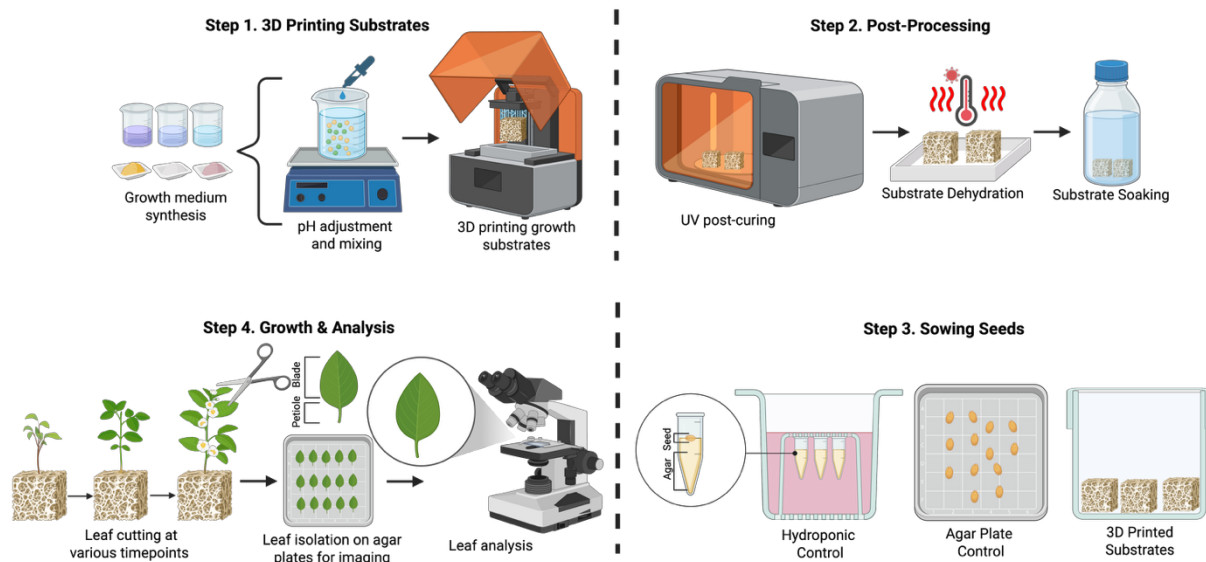 Step 1. 3D Printing Substrates
Growth medium
synthesis
pH adjustment
and mixing
3D printing growth
substrates
Step 2. Post-Processing
UV post-curing
Substrate Dehydration
Substrate Soaking
Step 4. Growth & Analysis
Blade
Petiole
Leaf cutting at
various timepoints
Leaf isolation on agar
plates for imaging
Leaf analysis
Step 3. Sowing Seeds
Seed
Agar
Hydroponic
Control
Agar Plate
Control
3D Printed
Substrates